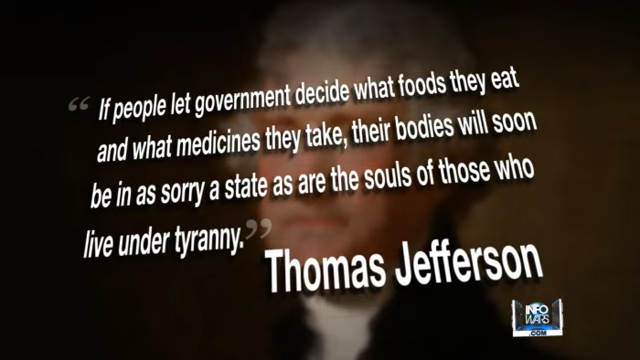 “ If people let government decide what foods they eat
and what medicines they take, their bodies will soon
be in as sorry a state as are the souls of those who
live under tyranny.”
Thomas Jefferson
INFO
WARS
.COM